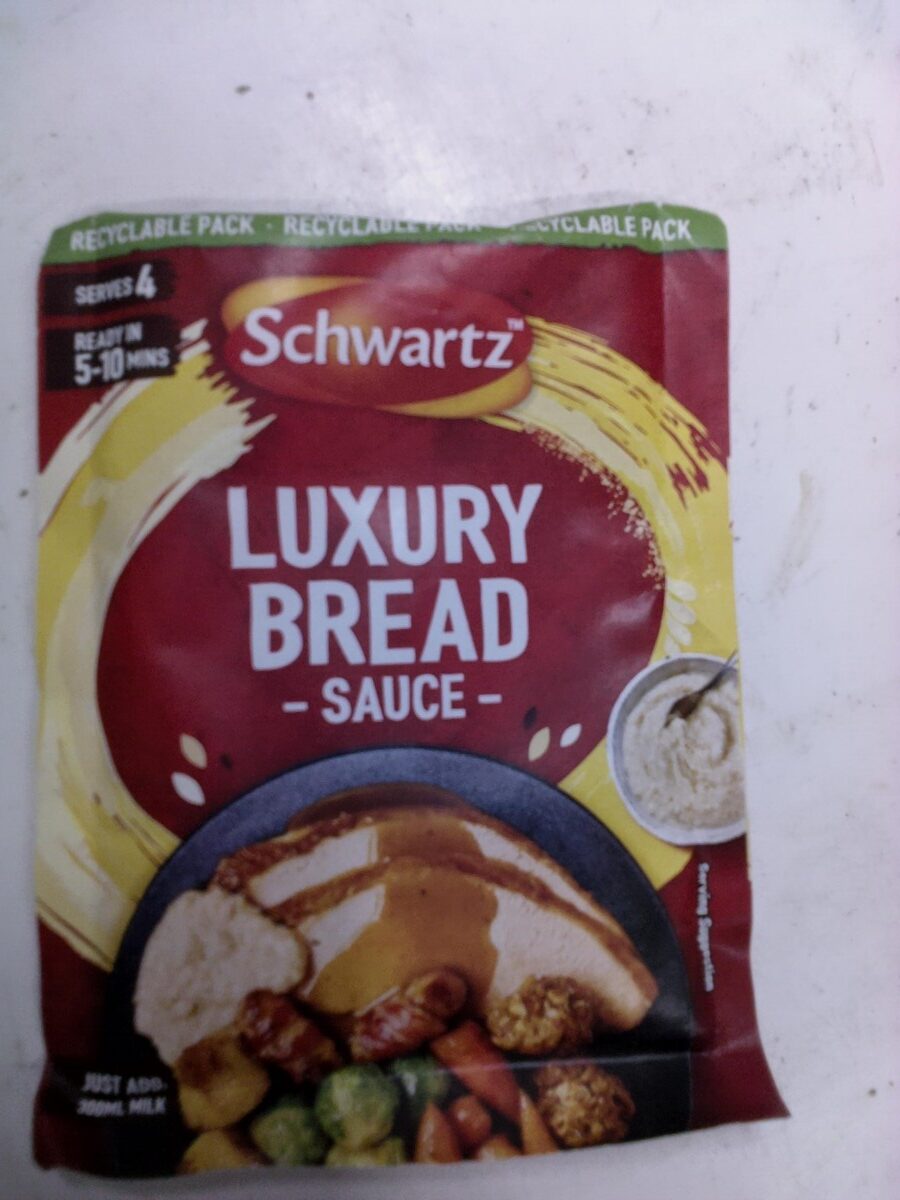 RECYCLABLE PACK · RECYCLABLE PACK · RECYCLABLE PACK
SERVES 4
READY IN
5-10 MINS
Schwartz™
LUXURY
BREAD
- SAUCE -
Serving Suggestion
JUST ADD
300ML MILK